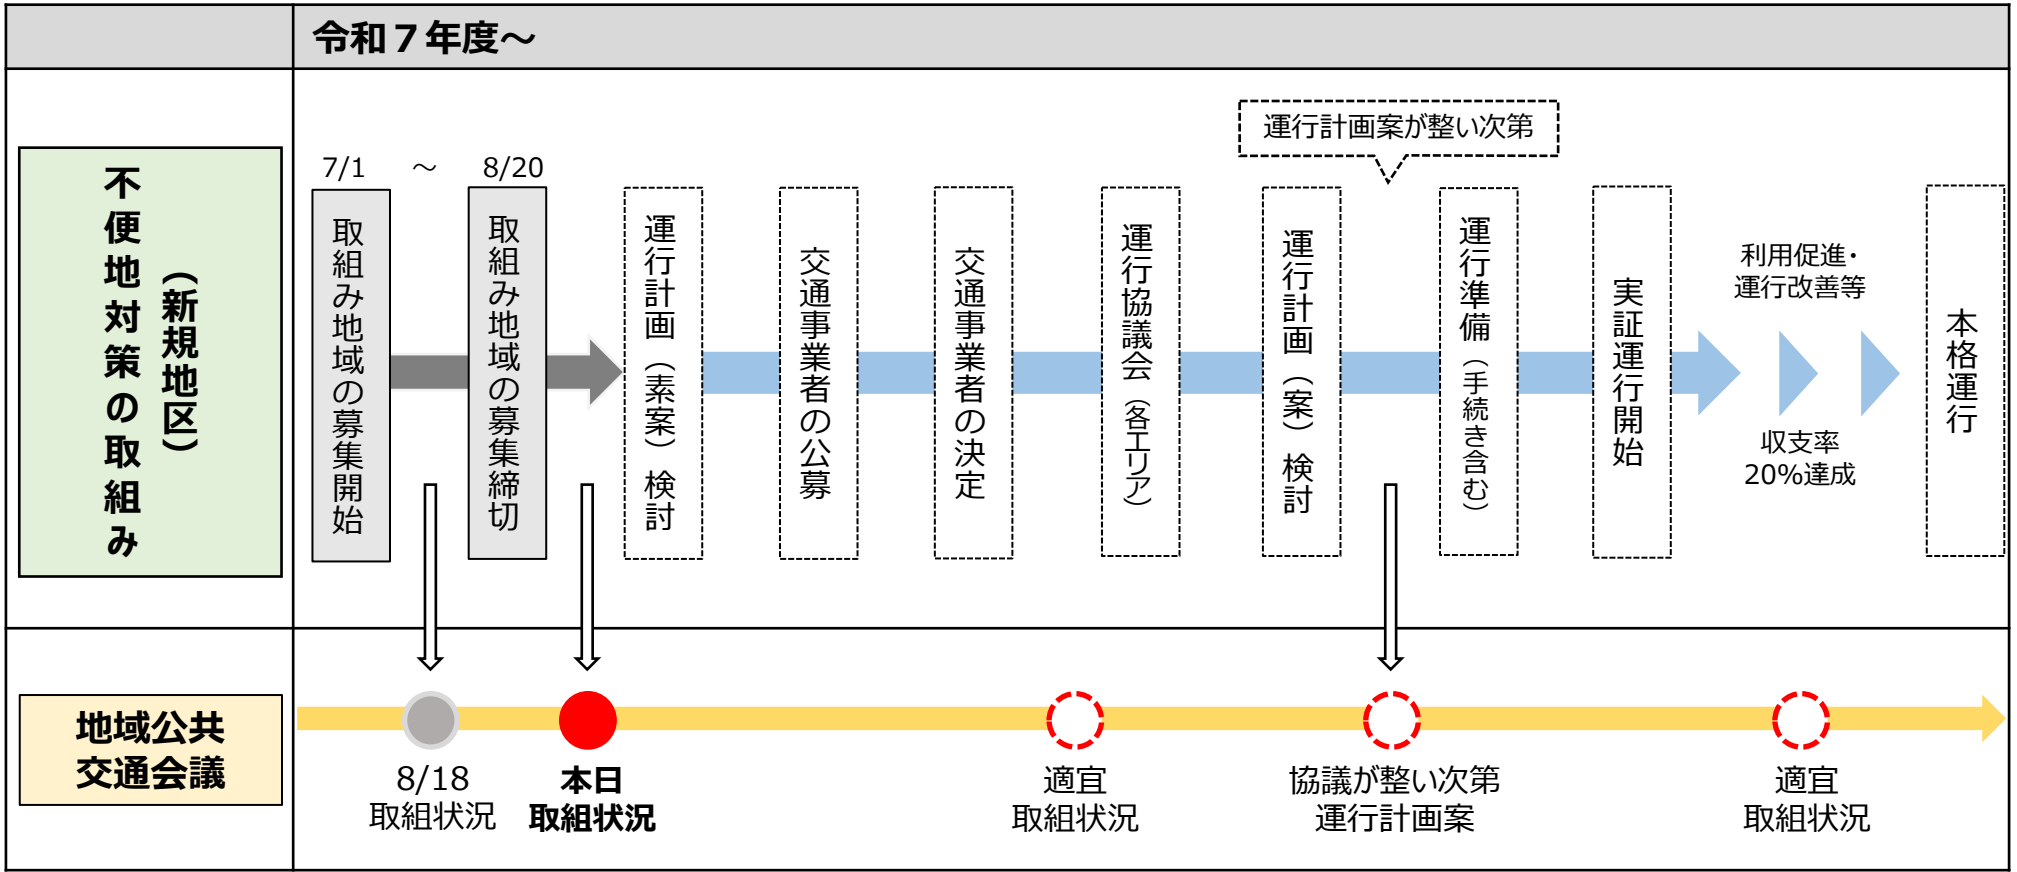 令和７年度～
不便地対策の取組み
（新規地区）
7/1 ～ 8/20
取組み地域の募集開始
取組み地域の募集締切
運行計画（素案）検討
交通事業者の公募
交通事業者の決定
運行協議会（各エリア）
運行計画（案）検討
運行計画案が整い次第
運行準備（手続き含む）
実証運行開始
利用促進・
運行改善等
収支率
20%達成
本格運行
地域公共
交通会議
8/18
取組状況
本日
取組状況
適宜
取組状況
協議が整い次第
運行計画案
適宜
取組状況